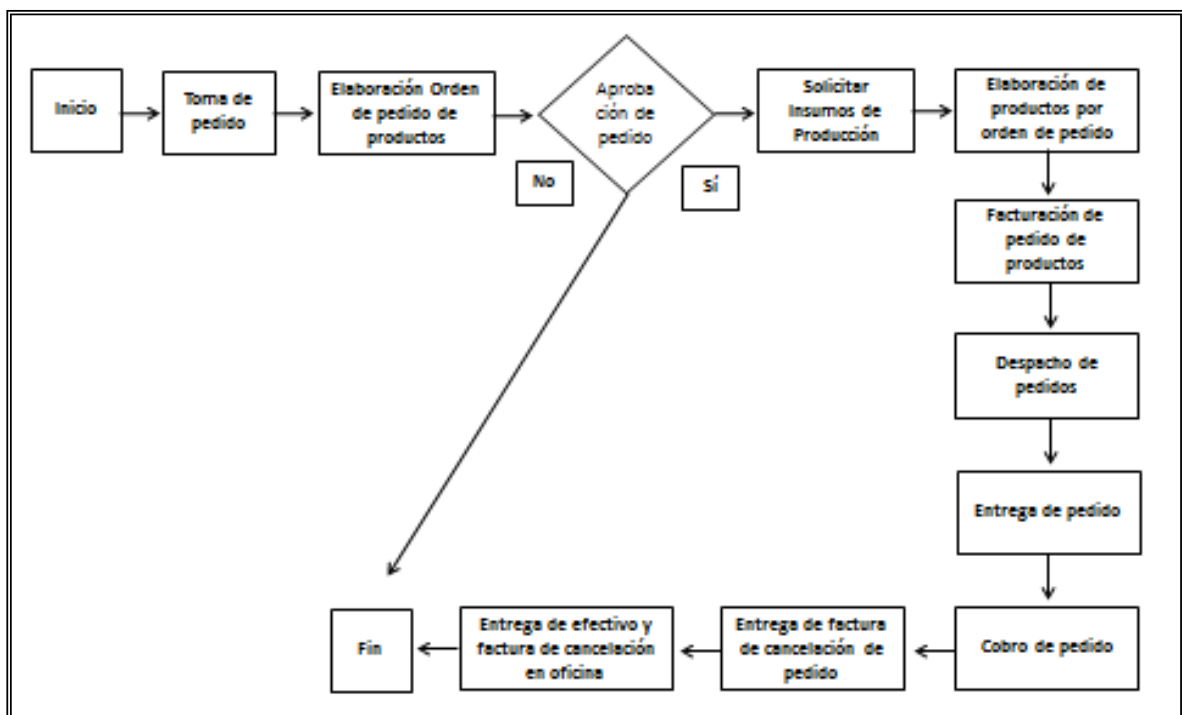 Inicio
Toma de
pedido
Elaboración Orden
de pedido de
productos
Aproba
ción de
pedido
Solicitar
Insumos de
Producción
Elaboración de
productos por
orden de pedido
No
Sí
Facturación de
pedido de
productos
Despacho de
pedidos
Entrega de pedido
Fin
Entrega de efectivo y
factura de cancelación
en oficina
Entrega de factura
de cancelación de
pedido
Cobro de pedido